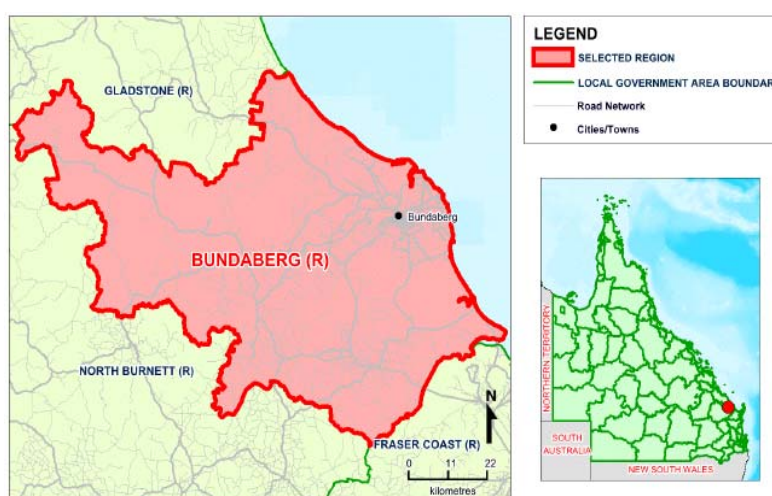 GLADSTONE (R)
Bundaberg
BUNDABERG (R)
NORTH BURNETT (R)
N
FRASER COAST (R)
0 11 22
kilometres
LEGEND
SELECTED REGION
LOCAL GOVERNMENT AREA BOUNDAR
Road Network
Cities/Towns
NORTHERN TERRITORY
SOUTH
AUSTRALIA
NEW SOUTH WALES